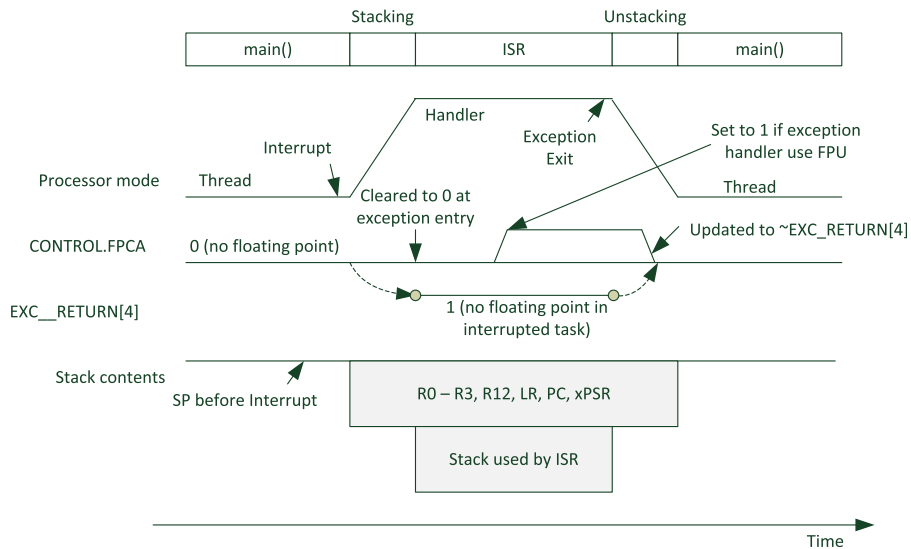 Stacking
Unstacking
main()
ISR
main()
Handler
Interrupt
Exception
Exit
Set to 1 if exception
handler use FPU
Processor mode
Thread
Thread
Cleared to 0 at
exception entry
CONTROL.FPCA
0 (no floating point)
Updated to ~EXC_RETURN[4]
EXC__RETURN[4]
1 (no floating point in
interrupted task)
Stack contents
SP before Interrupt
R0 – R3, R12, LR, PC, xPSR
Stack used by ISR
Time